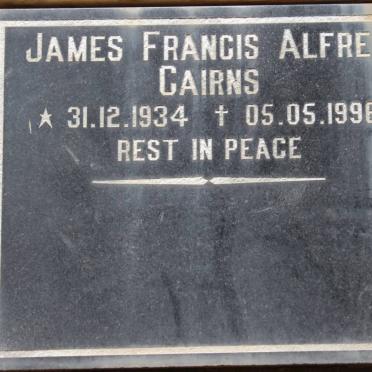 JAMES FRANCIS ALFRE
CAIRNS
★ 31.12.1934 † 05.05.1996
REST IN PEACE